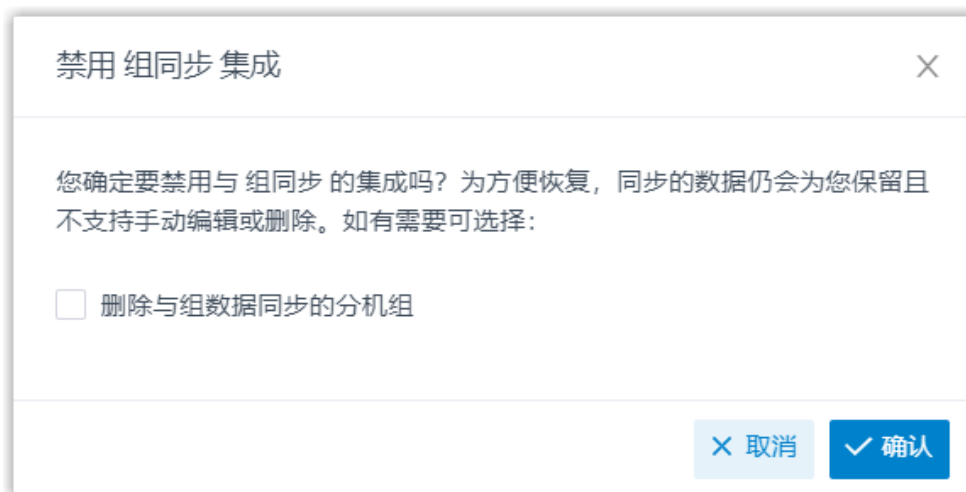 禁用 组同步 集成
您确定要禁用与 组同步 的集成吗？为方便恢复，同步的数据仍会为您保留且
不支持手动编辑或删除。如有需要可选择：
删除与组数据同步的分机组
取消
确认